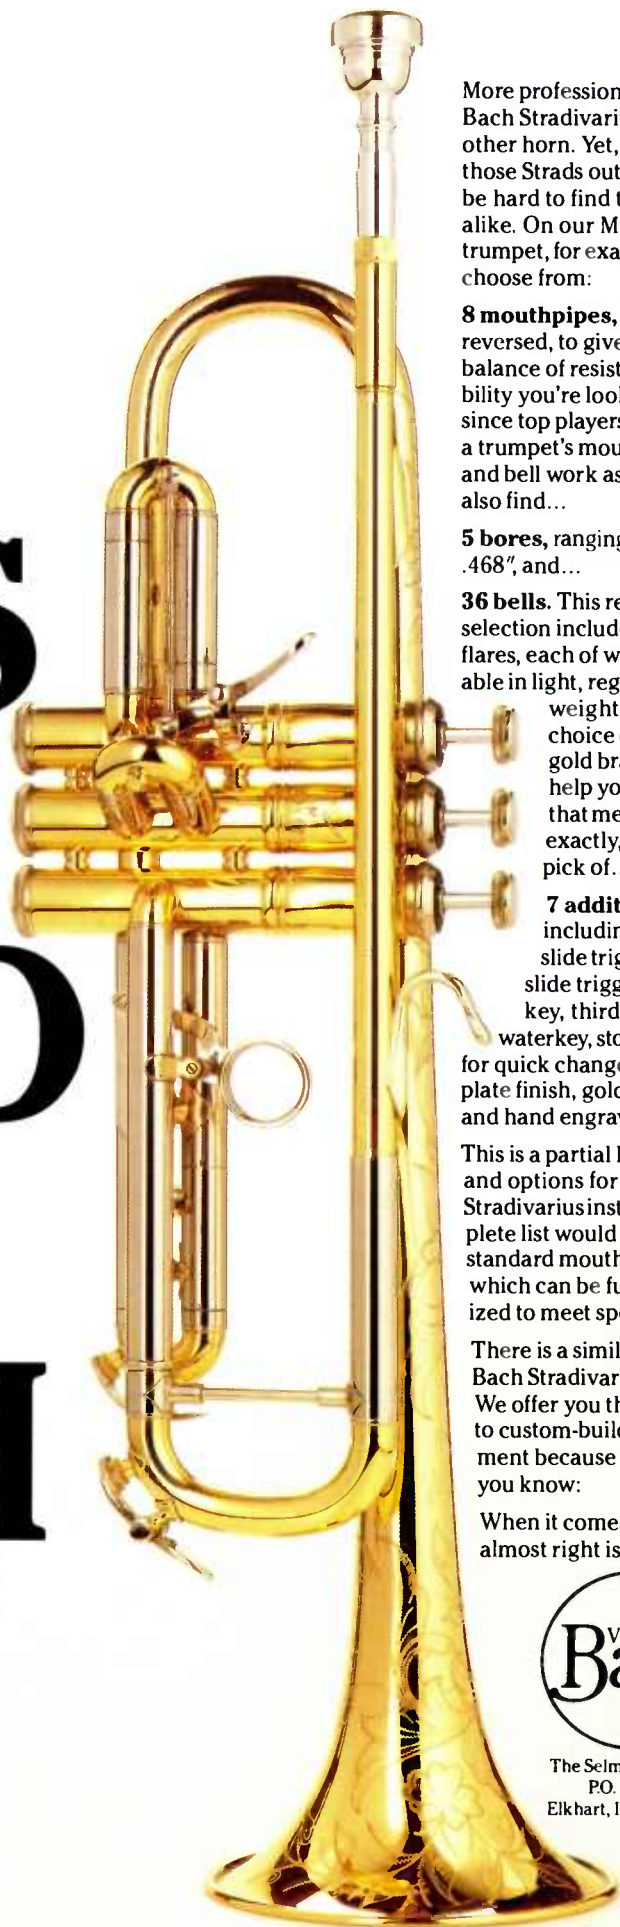 S
O
More profession
Bach Stradivari
other horn. Yet,
those Strads out
be hard to find t
alike. On our M
trumpet, for exa
choose from:
8 mouthpipes,
reversed, to give
balance of resist
bility you're lool
since top players
a trumpet's mou
and bell work as
also find...
5 bores, ranging
.468", and...
36 bells. This re
selection includ
flares, each of w
able in light, reg
weight
choice
gold bra
help yo
that me
exactly,
pick of..
7 addit
includin
slide trig
slide trigg
key, third
waterkey, sto
for quick change
plate finish, gold
and hand engrav
This is a partial l
and options for
Stradivarius inst
plete list would
standard mouth
which can be fu
ized to meet spe
There is a simil
Bach Stradivar
We offer you th
to custom-build
ment because
you know:
When it come
almost right is
V
Ba
The Selm
P.O.
Elkhart, I